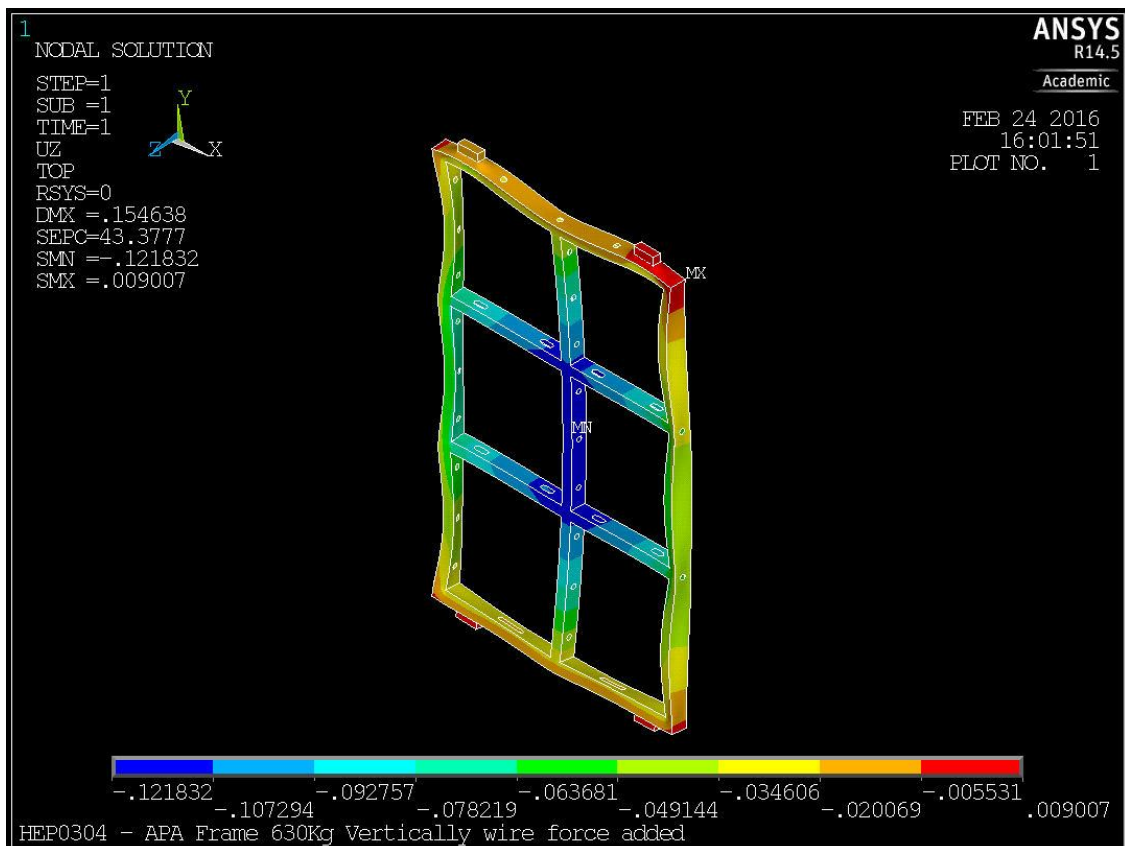 1
NODAL SOLUTION
STEP=1
SUB =1
TIME=1
UZ
TOP
RSYS=0
DMX =.154638
SEPC=43.3777
SMN =-.121832
SMX =.009007
Y
Z
X
ANSYS
R14.5
Academic
FEB 24 2016
16:01:51
PLOT NO. 1
MX
MN
-.121832 -.092757 -.063681 -.034606 -.005531
-.107294 -.078219 -.049144 -.020069 .009007
HEP0304 - APA Frame 630Kg Vertically wire force added